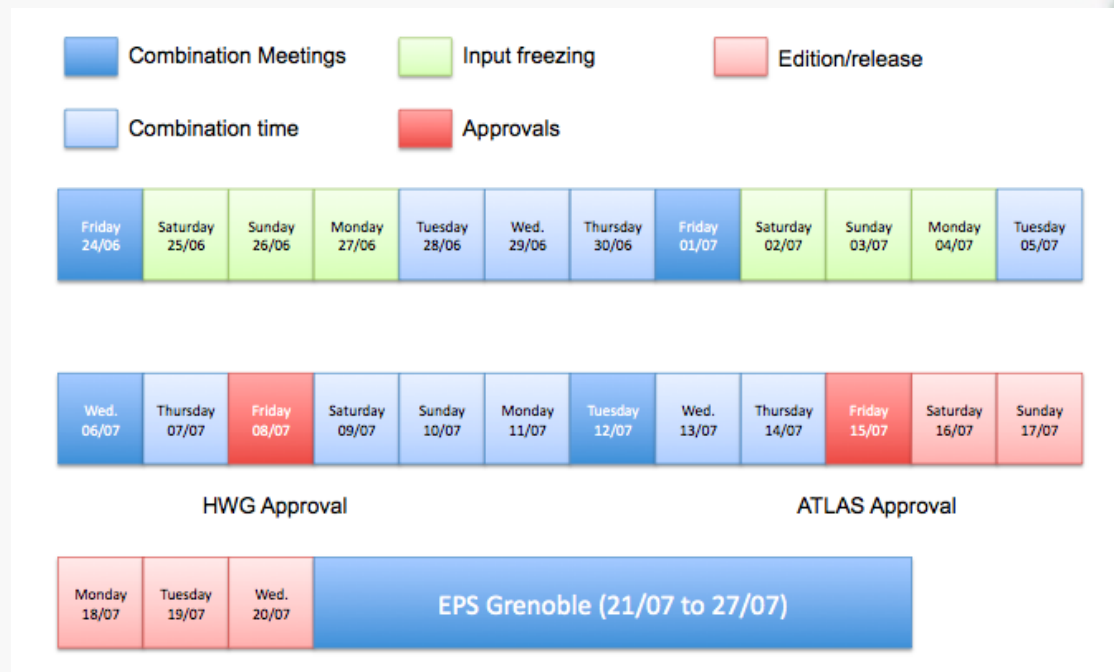 Combination Meetings
Input freezing
Edition/release
Combination time
Approvals
Friday
24/06
Saturday
25/06
Sunday
26/06
Monday
27/06
Tuesday
28/06
Wed.
29/06
Thursday
30/06
Friday
01/07
Saturday
02/07
Sunday
03/07
Monday
04/07
Tuesday
05/07
Wed.
06/07
Thursday
07/07
Friday
08/07
Saturday
09/07
Sunday
10/07
Monday
11/07
Tuesday
12/07
Wed.
13/07
Thursday
14/07
Friday
15/07
Saturday
16/07
Sunday
17/07
HWG Approval
ATLAS Approval
Monday
18/07
Tuesday
19/07
Wed.
20/07
EPS Grenoble (21/07 to 27/07)